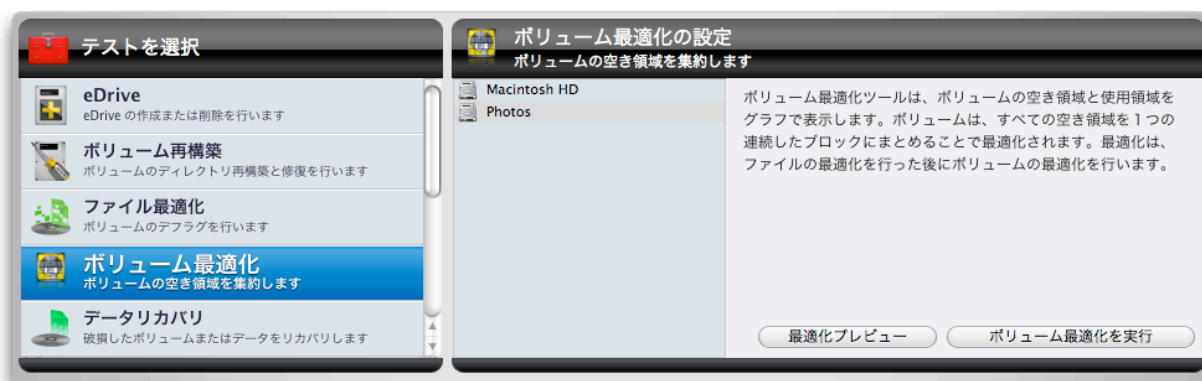 テストを選択
eDrive
eDrive の作成または削除を行います
ボリューム再構築
ボリュームのディレクトリ再構築と修復を行います
ファイル最適化
ボリュームのデフラグを行います
ボリューム最適化
ボリュームの空き領域を集約します
データリカバリ
破損したボリュームまたはデータをリカバリします
ボリューム最適化の設定
ボリュームの空き領域を集約します
Macintosh HD
Photos
ボリューム最適化ツールは、ボリュームの空き領域と使用領域を
グラフで表示します。ボリュームは、すべての空き領域を１つの
連続したブロックにまとめることで最適化されます。最適化は、
ファイルの最適化を行った後にボリュームの最適化を行います。
最適化プレビュー
ボリューム最適化を実行